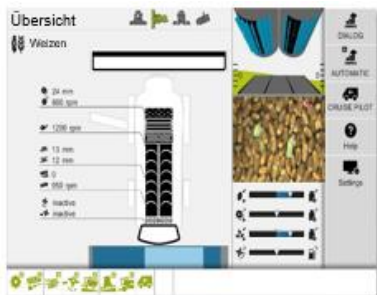 Übersicht
Weizen
24 mm
800 rpm
1200 rpm
13 mm
12 mm
0
950 rpm
Inactive
Inactive
DIALOG
AUTOMATIC
CRUISE PILOT
Help
Settings